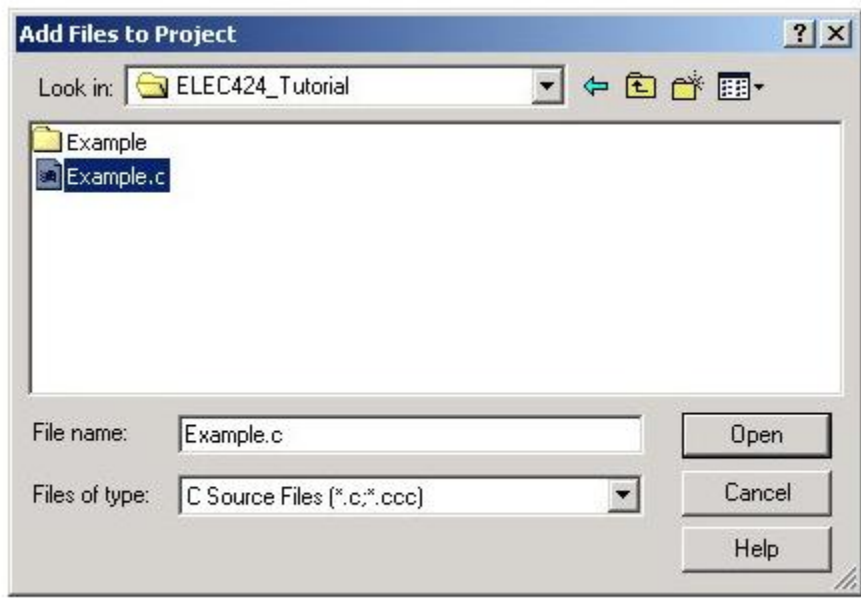 Add Files to Project
Look in: ELEC424_Tutorial
Example
Example.c
File name: Example.c Open
Files of type: C Source Files (*.c;*.ccc) Cancel
Help